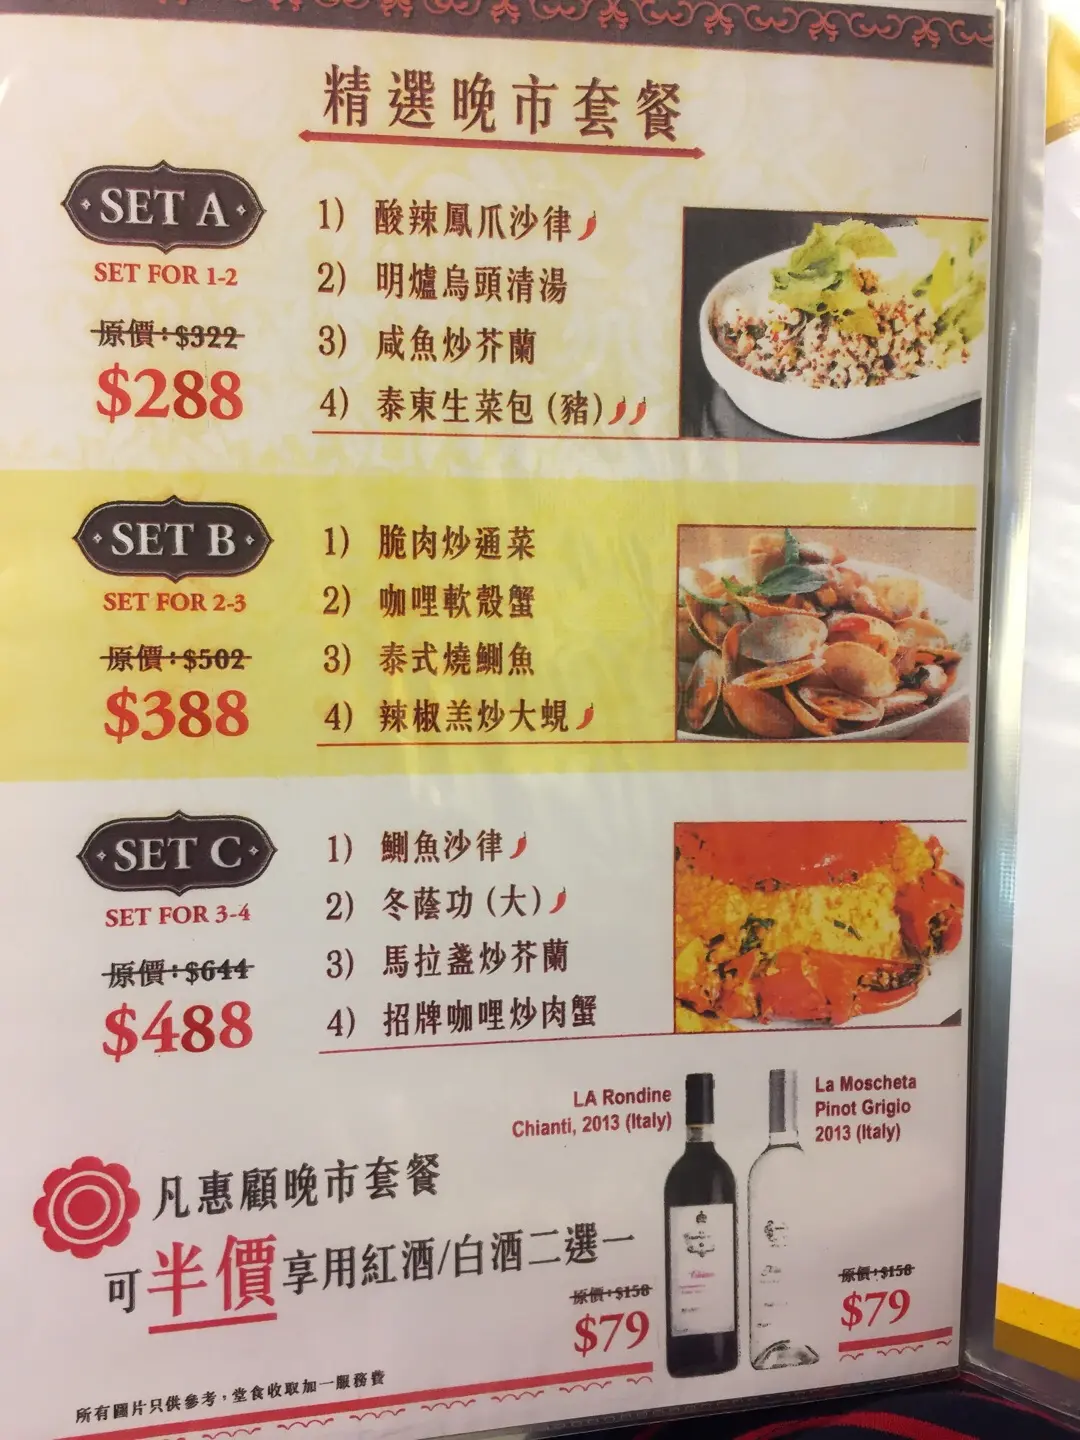 精選晚市套餐
SET A
SET FOR 1-2
原價：$322
$288
1) 酸辣鳳爪沙律
2) 明爐烏頭清湯
3) 咸魚炒芥蘭
4) 泰東生菜包 (豬)
SET B
SET FOR 2-3
原價：$502
$388
1) 脆肉炒通菜
2) 咖哩軟殼蟹
3) 泰式燒鰂魚
4) 辣椒羔炒大蜆
SET C
SET FOR 3-4
原價：$644
$488
1) 鰂魚沙律
2) 冬蔭功 (大)
3) 馬拉盞炒芥蘭
4) 招牌咖哩炒肉蟹
LA Rondine
Chianti, 2013 (Italy)
La Moscheta
Pinot Grigio
2013 (Italy)
凡惠顧晚市套餐
可半價享用紅酒/白酒二選一
原價：$158
$79
原價：$158
$79
所有圖片只供參考，堂食收取加一服務費